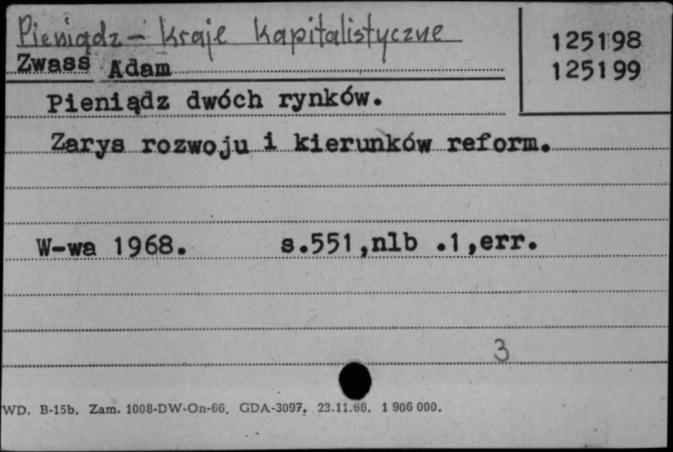 Pieniądz - kraje kapitalistyczne
125198
Zwass Adam
125199
Pieniądz dwóch rynków.
Zarys rozwoju i kierunków reform.
W-wa 1968. s.551,nlb .1,err.
3
WD. B-15b. Zam. 1008-DW-On-66. GDA-3097. 23.11.66. 1 906 000.